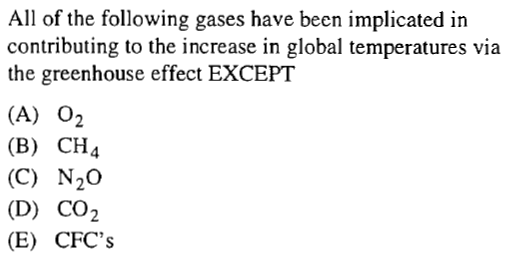 All of the following gases have been implicated in
contributing to the increase in global temperatures via
the greenhouse effect EXCEPT
(A) O₂
(B) CH₄
(C) N₂O
(D) CO₂
(E) CFC's